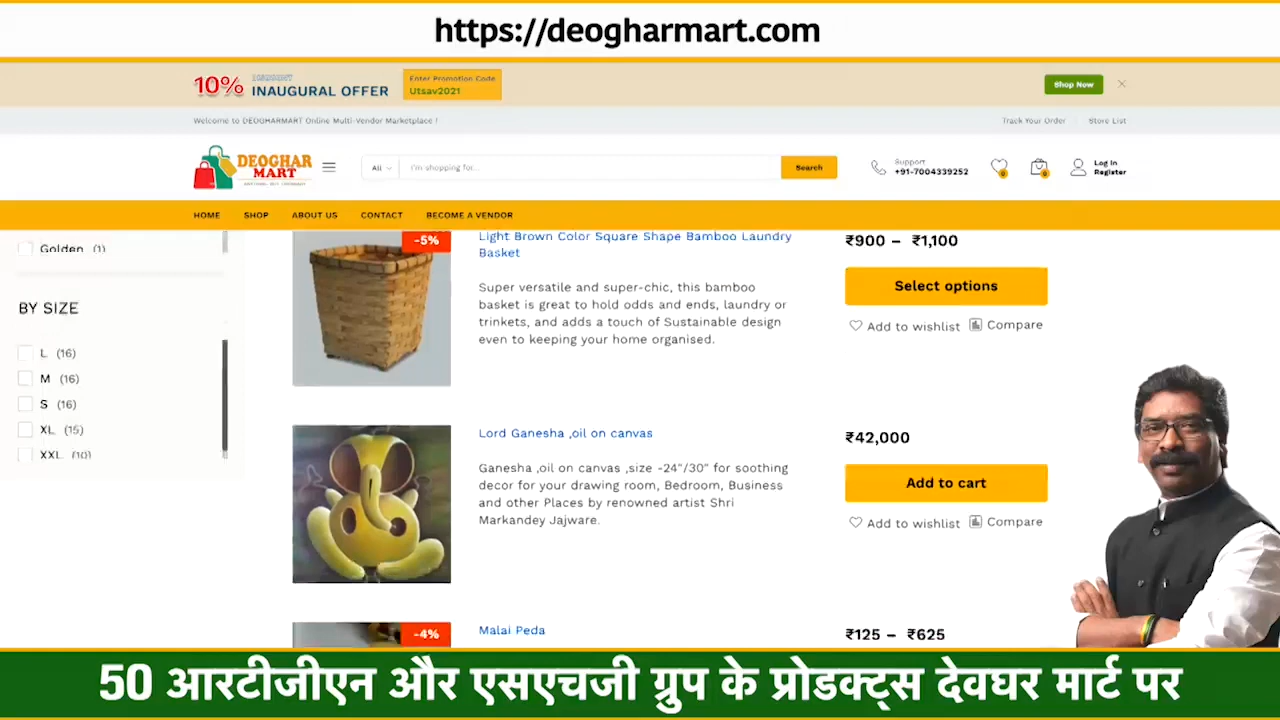 https://deogharmart.com
10% DISCOUNT
INAUGURAL OFFER
Enter Promotion Code
Utsav2021
Shop Now
Welcome to DEOGHARMART Online Multi-Vendor Marketplace !
Track Your Order
Store List
DEOGHAR
MART
All
I'm shopping for...
Search
Support
+91-7004339252
0
0
Log in
Register
HOME SHOP ABOUT US CONTACT BECOME A VENDOR
Golden (1)
BY SIZE
L (16)
M (16)
S (16)
XL (15)
XXL (10)
-5%
Light Brown Color Square Shape Bamboo Laundry
Basket
Super versatile and super-chic, this bamboo
basket is great to hold odds and ends, laundry or
trinkets, and adds a touch of Sustainable design
even to keeping your home organised.
₹900 – ₹1,100
Select options
Add to wishlist
Compare
Lord Ganesha ,oil on canvas
Ganesha ,oil on canvas ,size -24"/30" for soothing
decor for your drawing room, Bedroom, Business
and other Places by renowned artist Shri
Markandey Jajware.
₹42,000
Add to cart
Add to wishlist
Compare
-4%
Malai Peda
₹125 – ₹625
50 आरटीजीएन और एसएचजी ग्रुप के प्रोडक्ट्स देवघर मार्ट पर